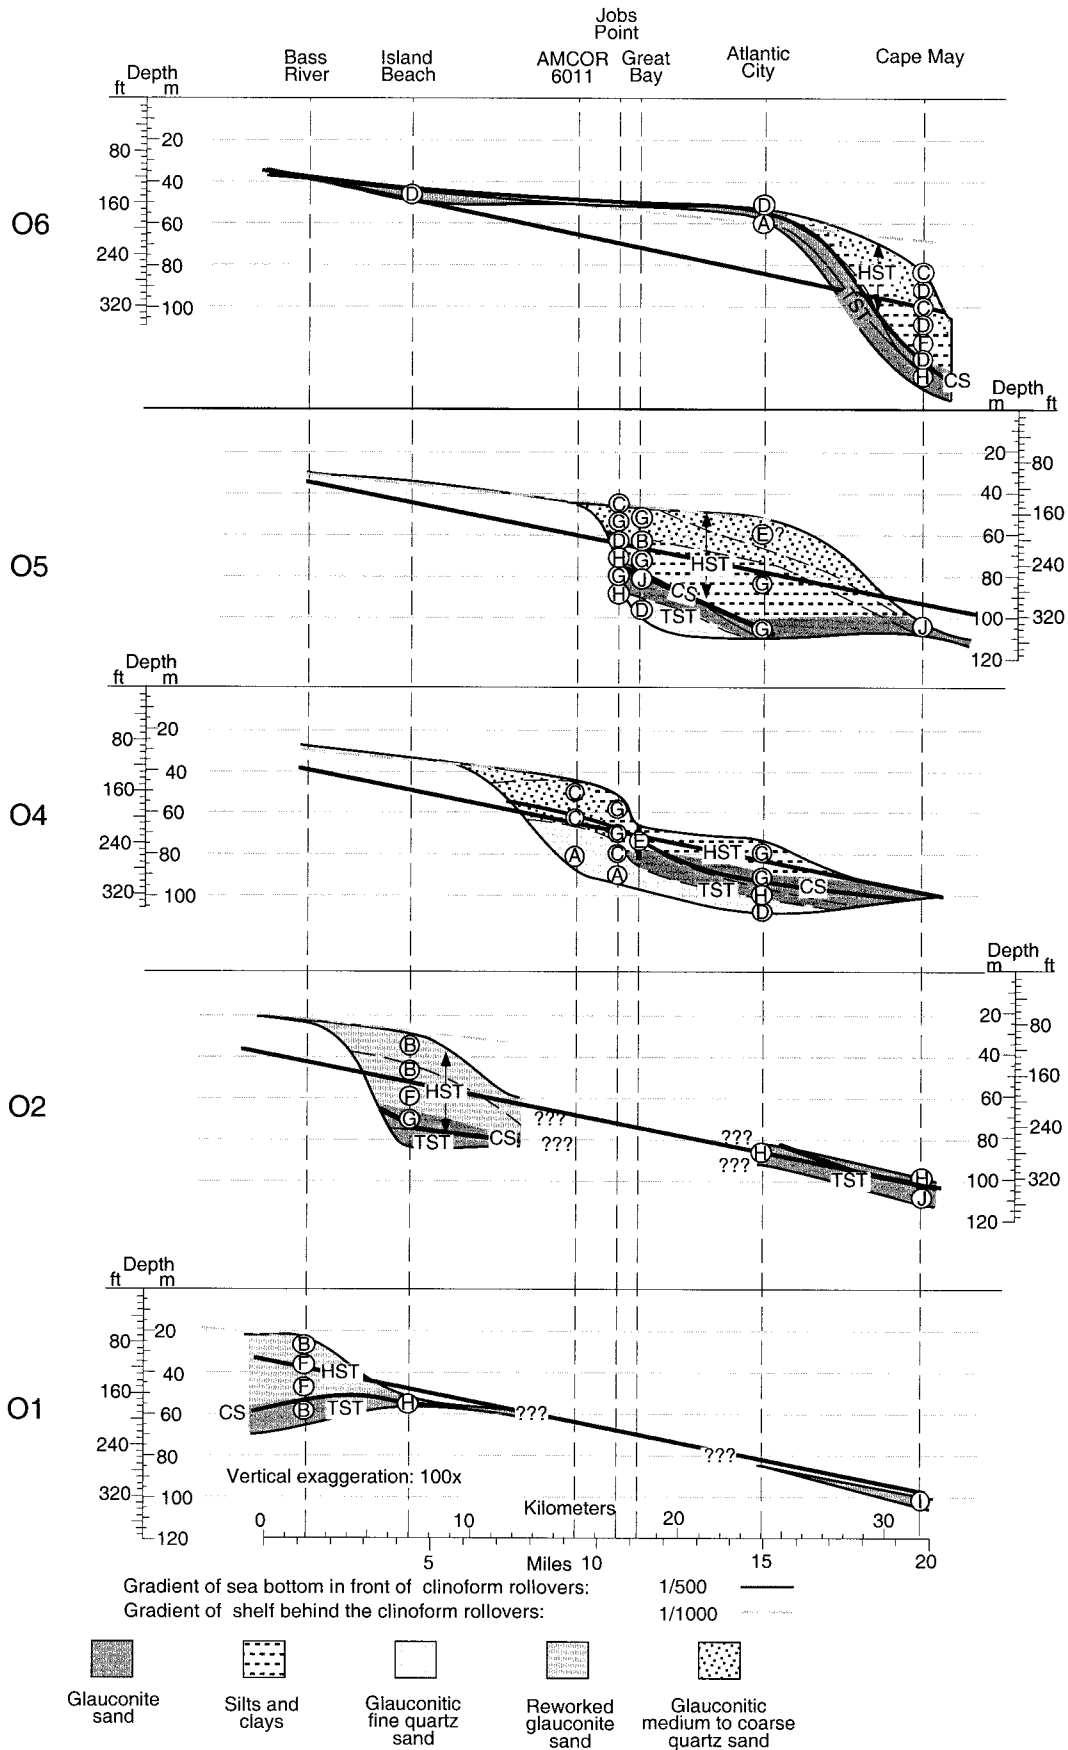 Jobs
Point
Bass
River
Island
Beach
AMCOR
6011
Great
Bay
Atlantic
City
Cape May
Depth
ft m
20
80
40
160
60
240
80
320
100
O6
D
D
A
HST
TST
C
D
C
D
F
D
H
CS
Depth
m ft
20
80
40
160
60
240
80
100
320
120
O5
C
G
D
H
G
H
G
B
G
J
D
E?
HST
G
CS
TST
G
J
Depth
ft m
20
80
40
160
60
240
80
320
100
O4
C
C
A
G
G
C
A
E
HST
G
G
TST
CS
H
D
Depth
m ft
20
80
40
160
60
240
80
100
320
120
O2
B
B
F
G
HST
TST
CS
???
???
???
???
H
TST
H
J
Depth
ft m
20
80
40
160
60
240
80
320
100
120
O1
B
F
F
B
HST
CS
TST
H
???
???
I
Vertical exaggeration: 100x
Kilometers
0 10 20 30
5 Miles 10 15 20
Gradient of sea bottom in front of clinoform rollovers: 1/500
Gradient of shelf behind the clinoform rollovers: 1/1000
Glauconite
sand
Silts and
clays
Glauconitic
fine quartz
sand
Reworked
glauconite
sand
Glauconitic
medium to coarse
quartz sand